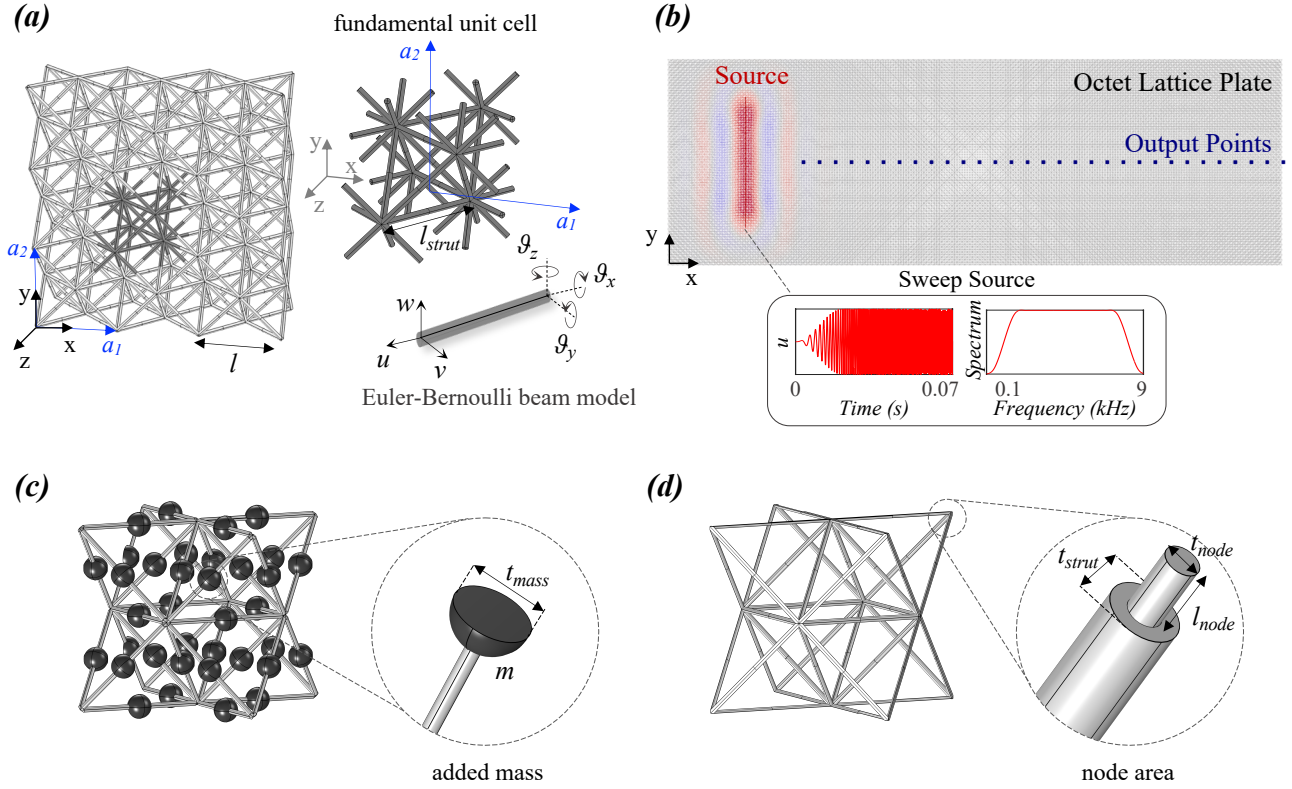 (a)
fundamental unit cell
a2
y
x
z
a1
lstrut
a2
y
x
z
a1
l
ϑz
ϑx
ϑy
w
u
v
Euler-Bernoulli beam model
(b)
Source
Octet Lattice Plate
Output Points
y
x
Sweep Source
u
0
0.07
Time (s)
Spectrum
0.1
9
Frequency (kHz)
(c)
tmass
m
added mass
(d)
tnode
tstrut
lnode
node area